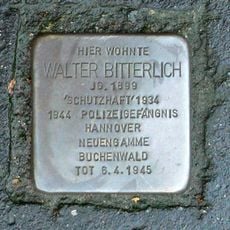 HIER WOHNTE
WALTER BITTERLICH
JG. 1899
'SCHUTZHAFT' 1934
1944 POLIZEIGEFÄNGNIS
HANNOVER
NEUENGAMME
BUCHENWALD
TOT 6.4.1945